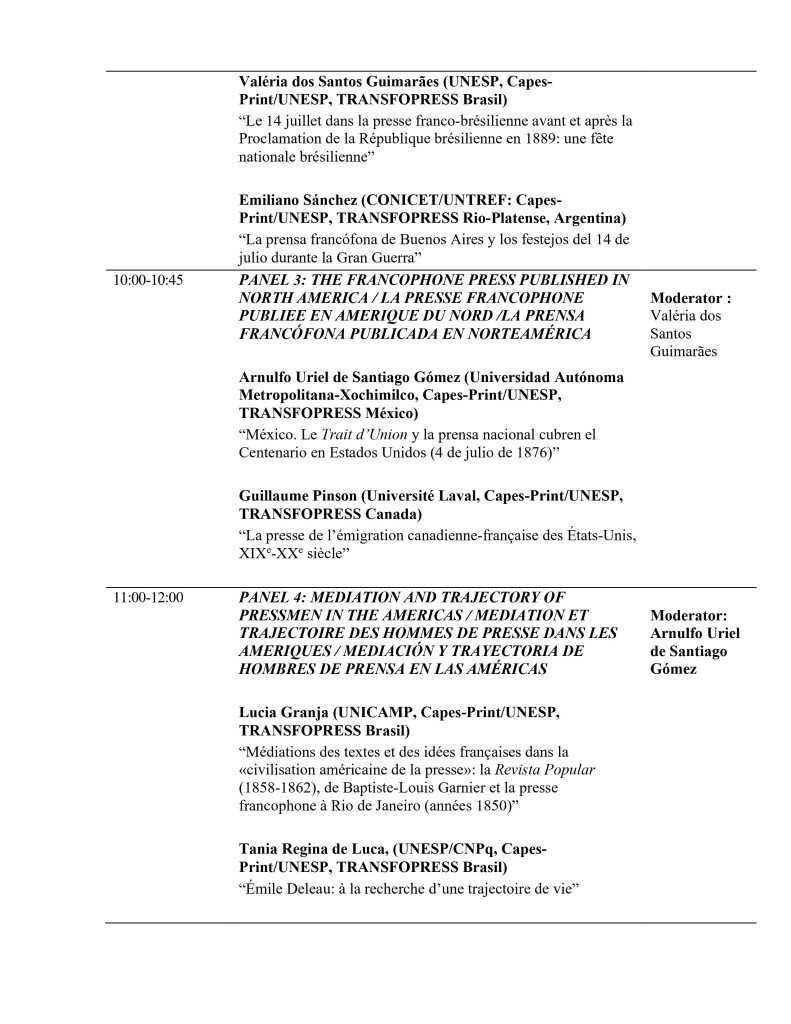 Valéria dos Santos Guimarães (UNESP, Capes-
Print/UNESP, TRANSFOPRESS Brasil)
“Le 14 juillet dans la presse franco-brésilienne avant et après la
Proclamation de la République brésilienne en 1889: une fête
nationale brésilienne”
Emiliano Sánchez (CONICET/UNTREF: Capes-
Print/UNESP, TRANSFOPRESS Rio-Platense, Argentina)
“La prensa francófona de Buenos Aires y los festejos del 14 de
julio durante la Gran Guerra”
10:00-10:45
PANEL 3: THE FRANCOPHONE PRESS PUBLISHED IN
NORTH AMERICA / LA PRESSE FRANCOPHONE
PUBLIEE EN AMERIQUE DU NORD /LA PRENSA
FRANCÓFONA PUBLICADA EN NORTEAMÉRICA
Moderator :
Valéria dos
Santos
Guimarães
Arnulfo Uriel de Santiago Gómez (Universidad Autónoma
Metropolitana-Xochimilco, Capes-Print/UNESP,
TRANSFOPRESS México)
“México. Le Trait d’Union y la prensa nacional cubren el
Centenario en Estados Unidos (4 de julio de 1876)”
Guillaume Pinson (Université Laval, Capes-Print/UNESP,
TRANSFOPRESS Canada)
“La presse de l’émigration canadienne-française des États-Unis,
XIXe-XXe siècle”
11:00-12:00
PANEL 4: MEDIATION AND TRAJECTORY OF
PRESSMEN IN THE AMERICAS / MEDIATION ET
TRAJECTOIRE DES HOMMES DE PRESSE DANS LES
AMERIQUES / MEDIACIÓN Y TRAYECTORIA DE
HOMBRES DE PRENSA EN LAS AMÉRICAS
Moderator:
Arnulfo Uriel
de Santiago
Gómez
Lucia Granja (UNICAMP, Capes-Print/UNESP,
TRANSFOPRESS Brasil)
“Médiations des textes et des idées françaises dans la
«civilisation américaine de la presse»: la Revista Popular
(1858-1862), de Baptiste-Louis Garnier et la presse
francophone à Rio de Janeiro (années 1850)”
Tania Regina de Luca, (UNESP/CNPq, Capes-
Print/UNESP, TRANSFOPRESS Brasil)
“Émile Deleau: à la recherche d’une trajectoire de vie”